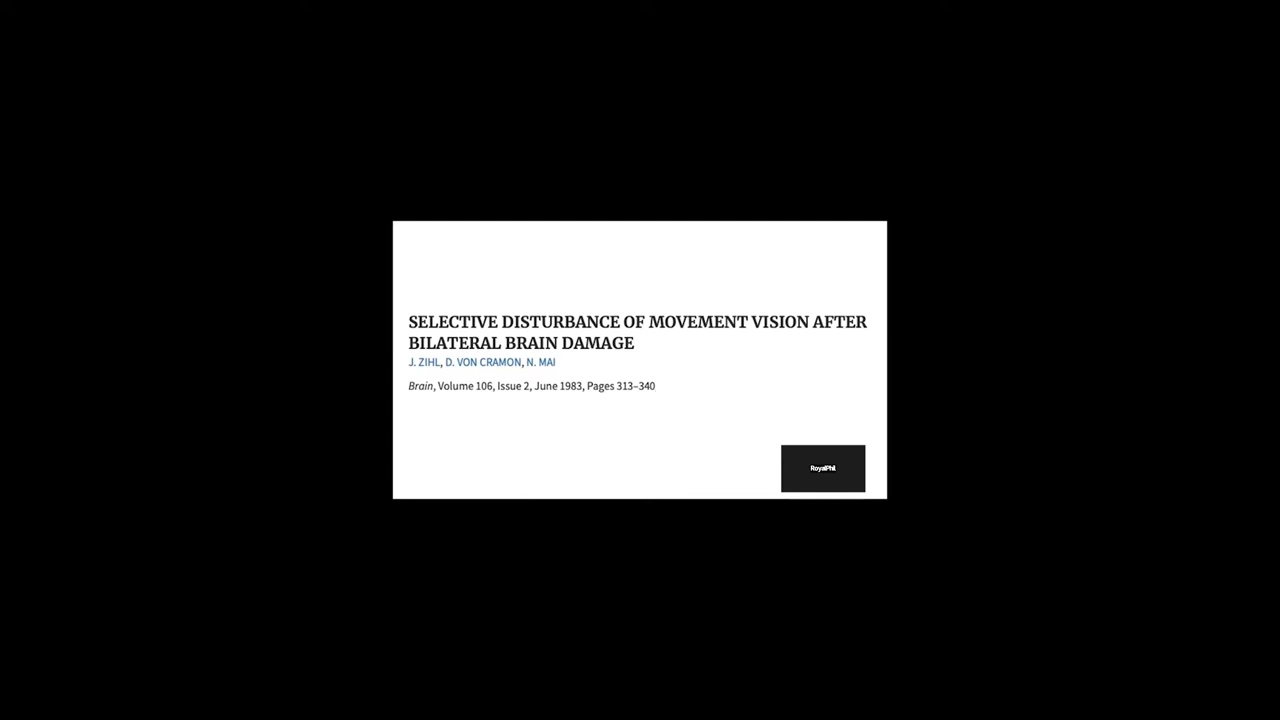 SELECTIVE DISTURBANCE OF MOVEMENT VISION AFTER
BILATERAL BRAIN DAMAGE
J. ZIHL, D. VON CRAMON, N. MAI
Brain, Volume 106, Issue 2, June 1983, Pages 313–340
RoyalPhil